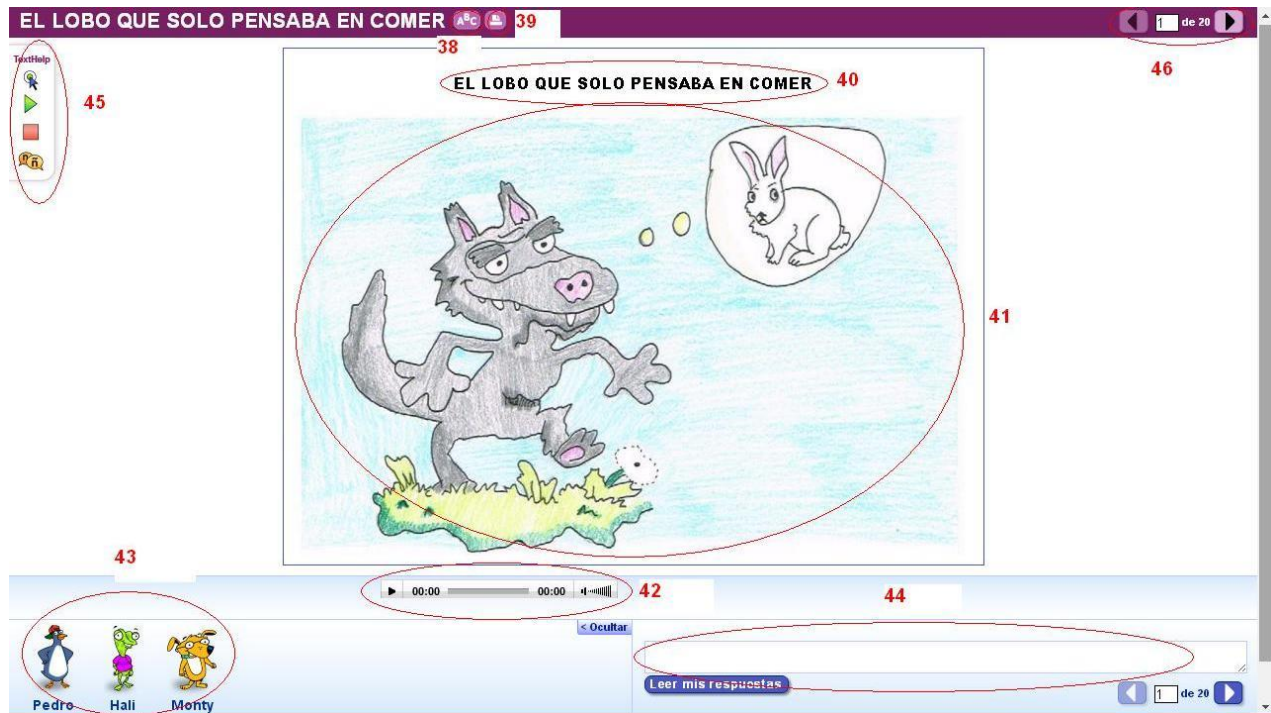 EL LOBO QUE SOLO PENSABA EN COMER ABC 39
1 de 20
38
46
TextHelp
45
EL LOBO QUE SOLO PENSABA EN COMER 40
n ñ
41
43
00:00 00:00 42
44
< Ocultar
Leer mis respuestas
1 de 20
Pedro Hali Monty